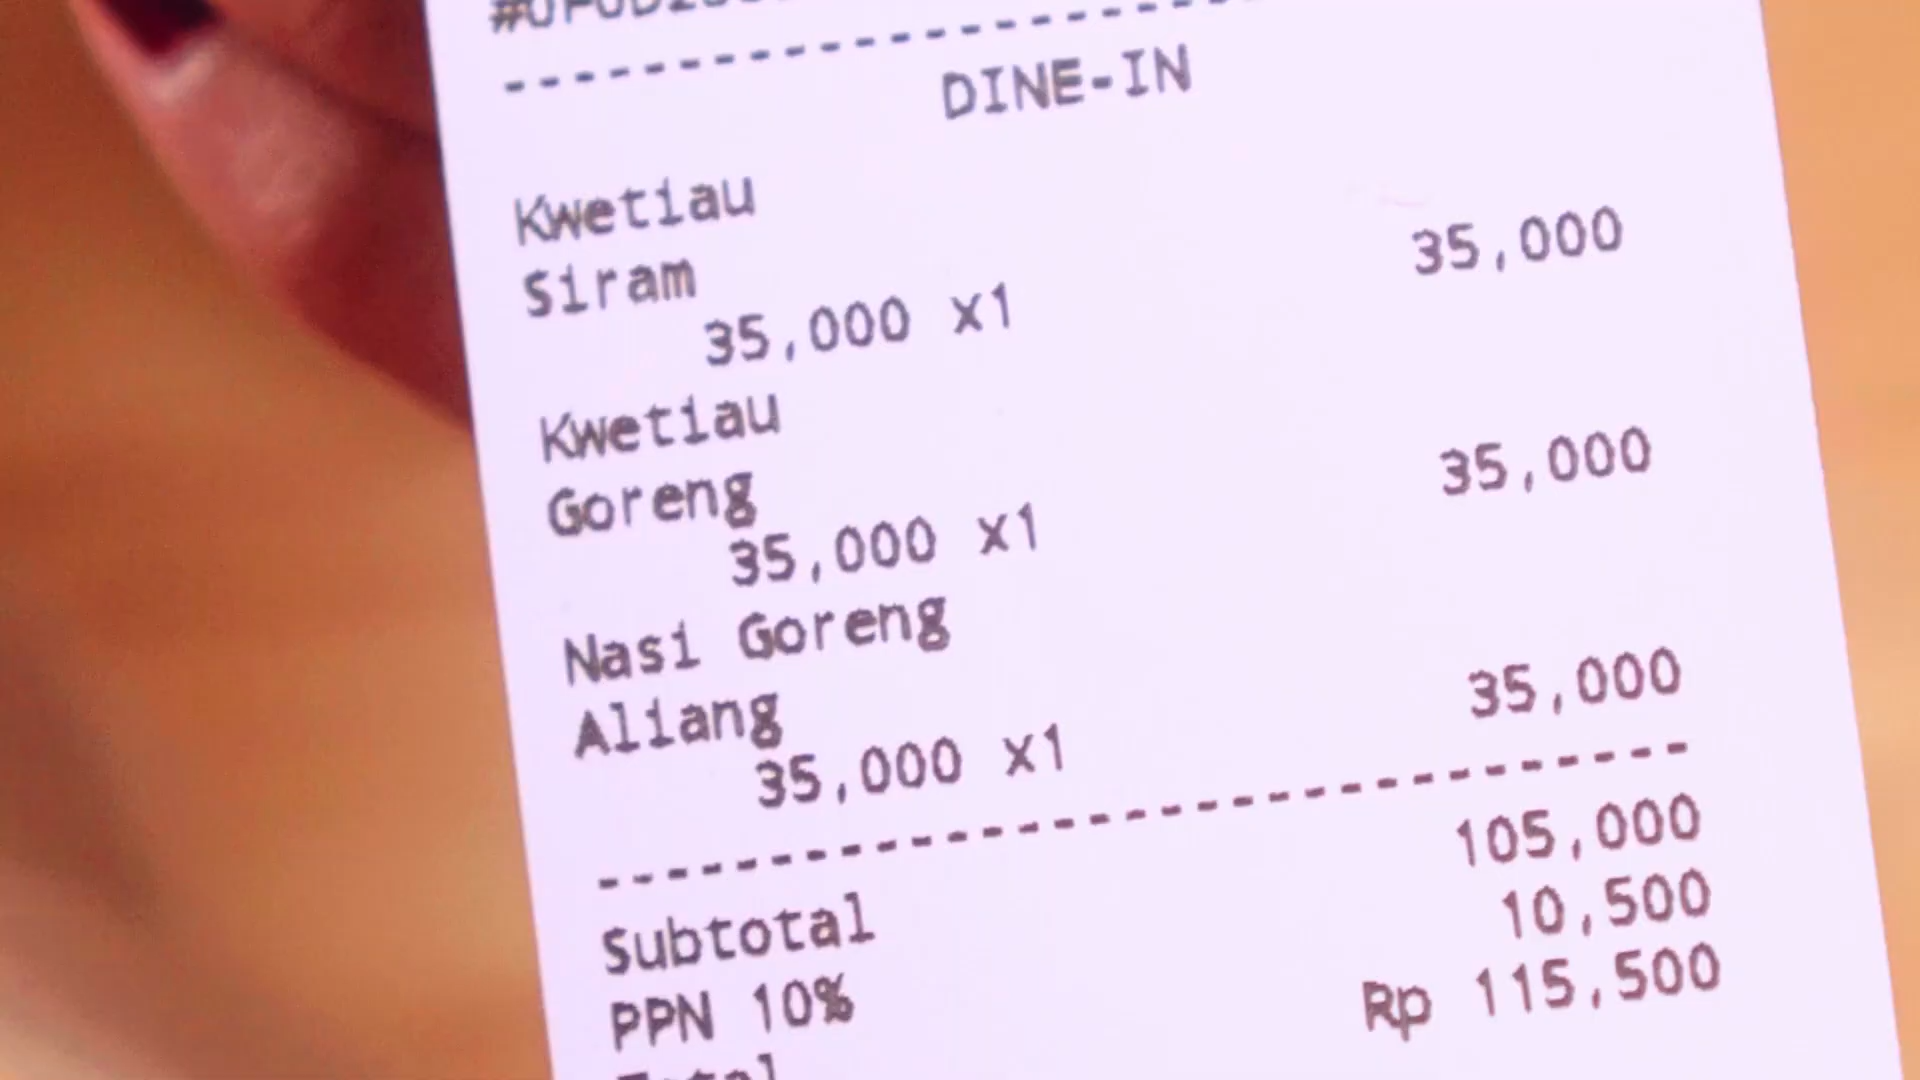 DINE-IN
Kwetiau
Siram 35,000
35,000 x1
Kwetiau
Goreng 35,000
35,000 x1
Nasi Goreng
Aliang 35,000
35,000 x1
Subtotal 105,000
PPN 10% 10,500
Total Rp 115,500